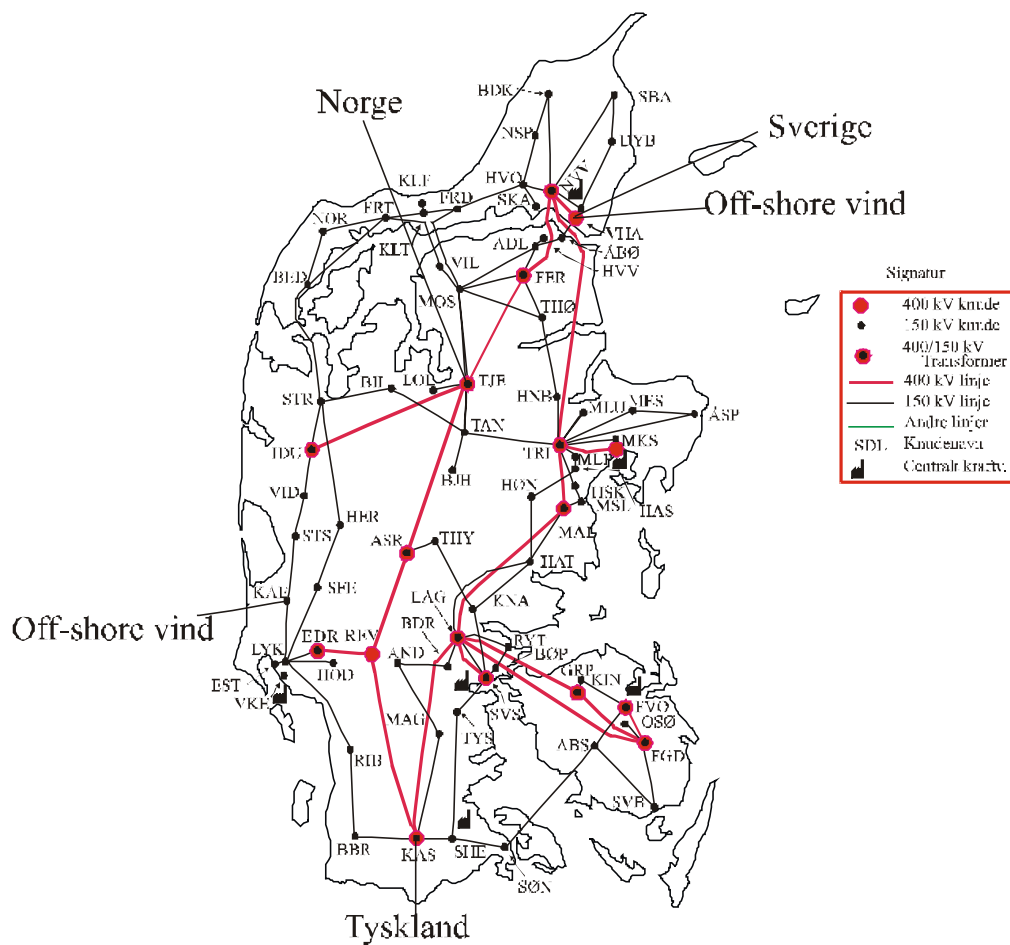 BDK
SBA
Norge
Sverige
NSP
DYB
HVO
NVV
KLF
FRD
Off-shore vind
FRT
SKA
VHA
NOR
ÅBØ
KLT
ADL
HVV
VIL
FER
BED
MOS
THØ
Signatur
400 kV knude
150 kV knude
400/150 kV
Transformer
400 kV linje
150 kV linje
Andre linjer
SDL Knudenavn
Centralt kraftv.
BIL
LOL
TJE
STR
HNB
MLU
MES
ÅSP
TAN
IDU
TRI
MKS
BJH
MLP
VID
HØN
HSK
MSL
HAS
HER
MAL
STS
ASR
THY
HAT
KAE
SFE
LAG
KNA
Off-shore vind
BDR
EDR
REV
LYK
AND
RYT
BØP
EST
HOD
GRP
KIN
VKE
SVS
FVO
OSØ
MAG
TYS
ABS
FGD
RIB
SVB
BBR
KAS
SHE
SØN
Tyskland